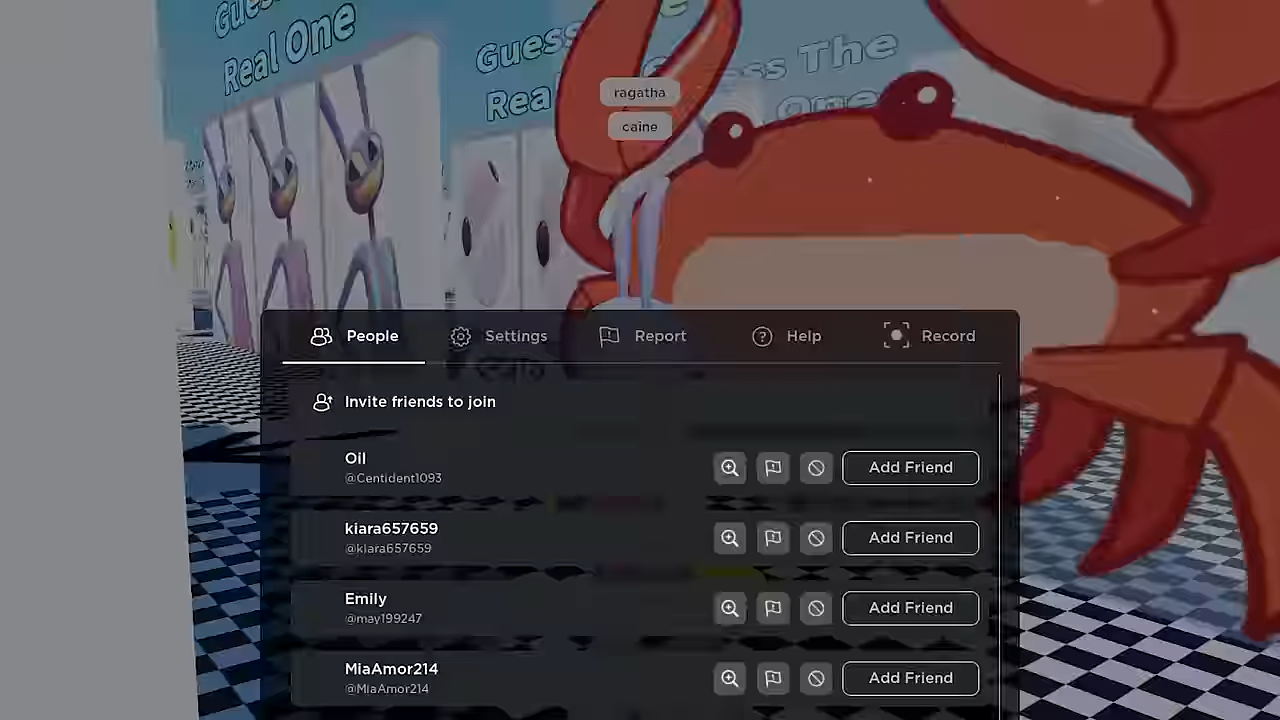 Guess
Real One
Guess
Real
Guess The
One
ragatha
caine
People
Settings
Report
Help
Record
Invite friends to join
Oil
@Centident1093
Add Friend
kiara657659
@kiara657659
Add Friend
Emily
@may199247
Add Friend
MiaAmor214
@MiaAmor214
Add Friend